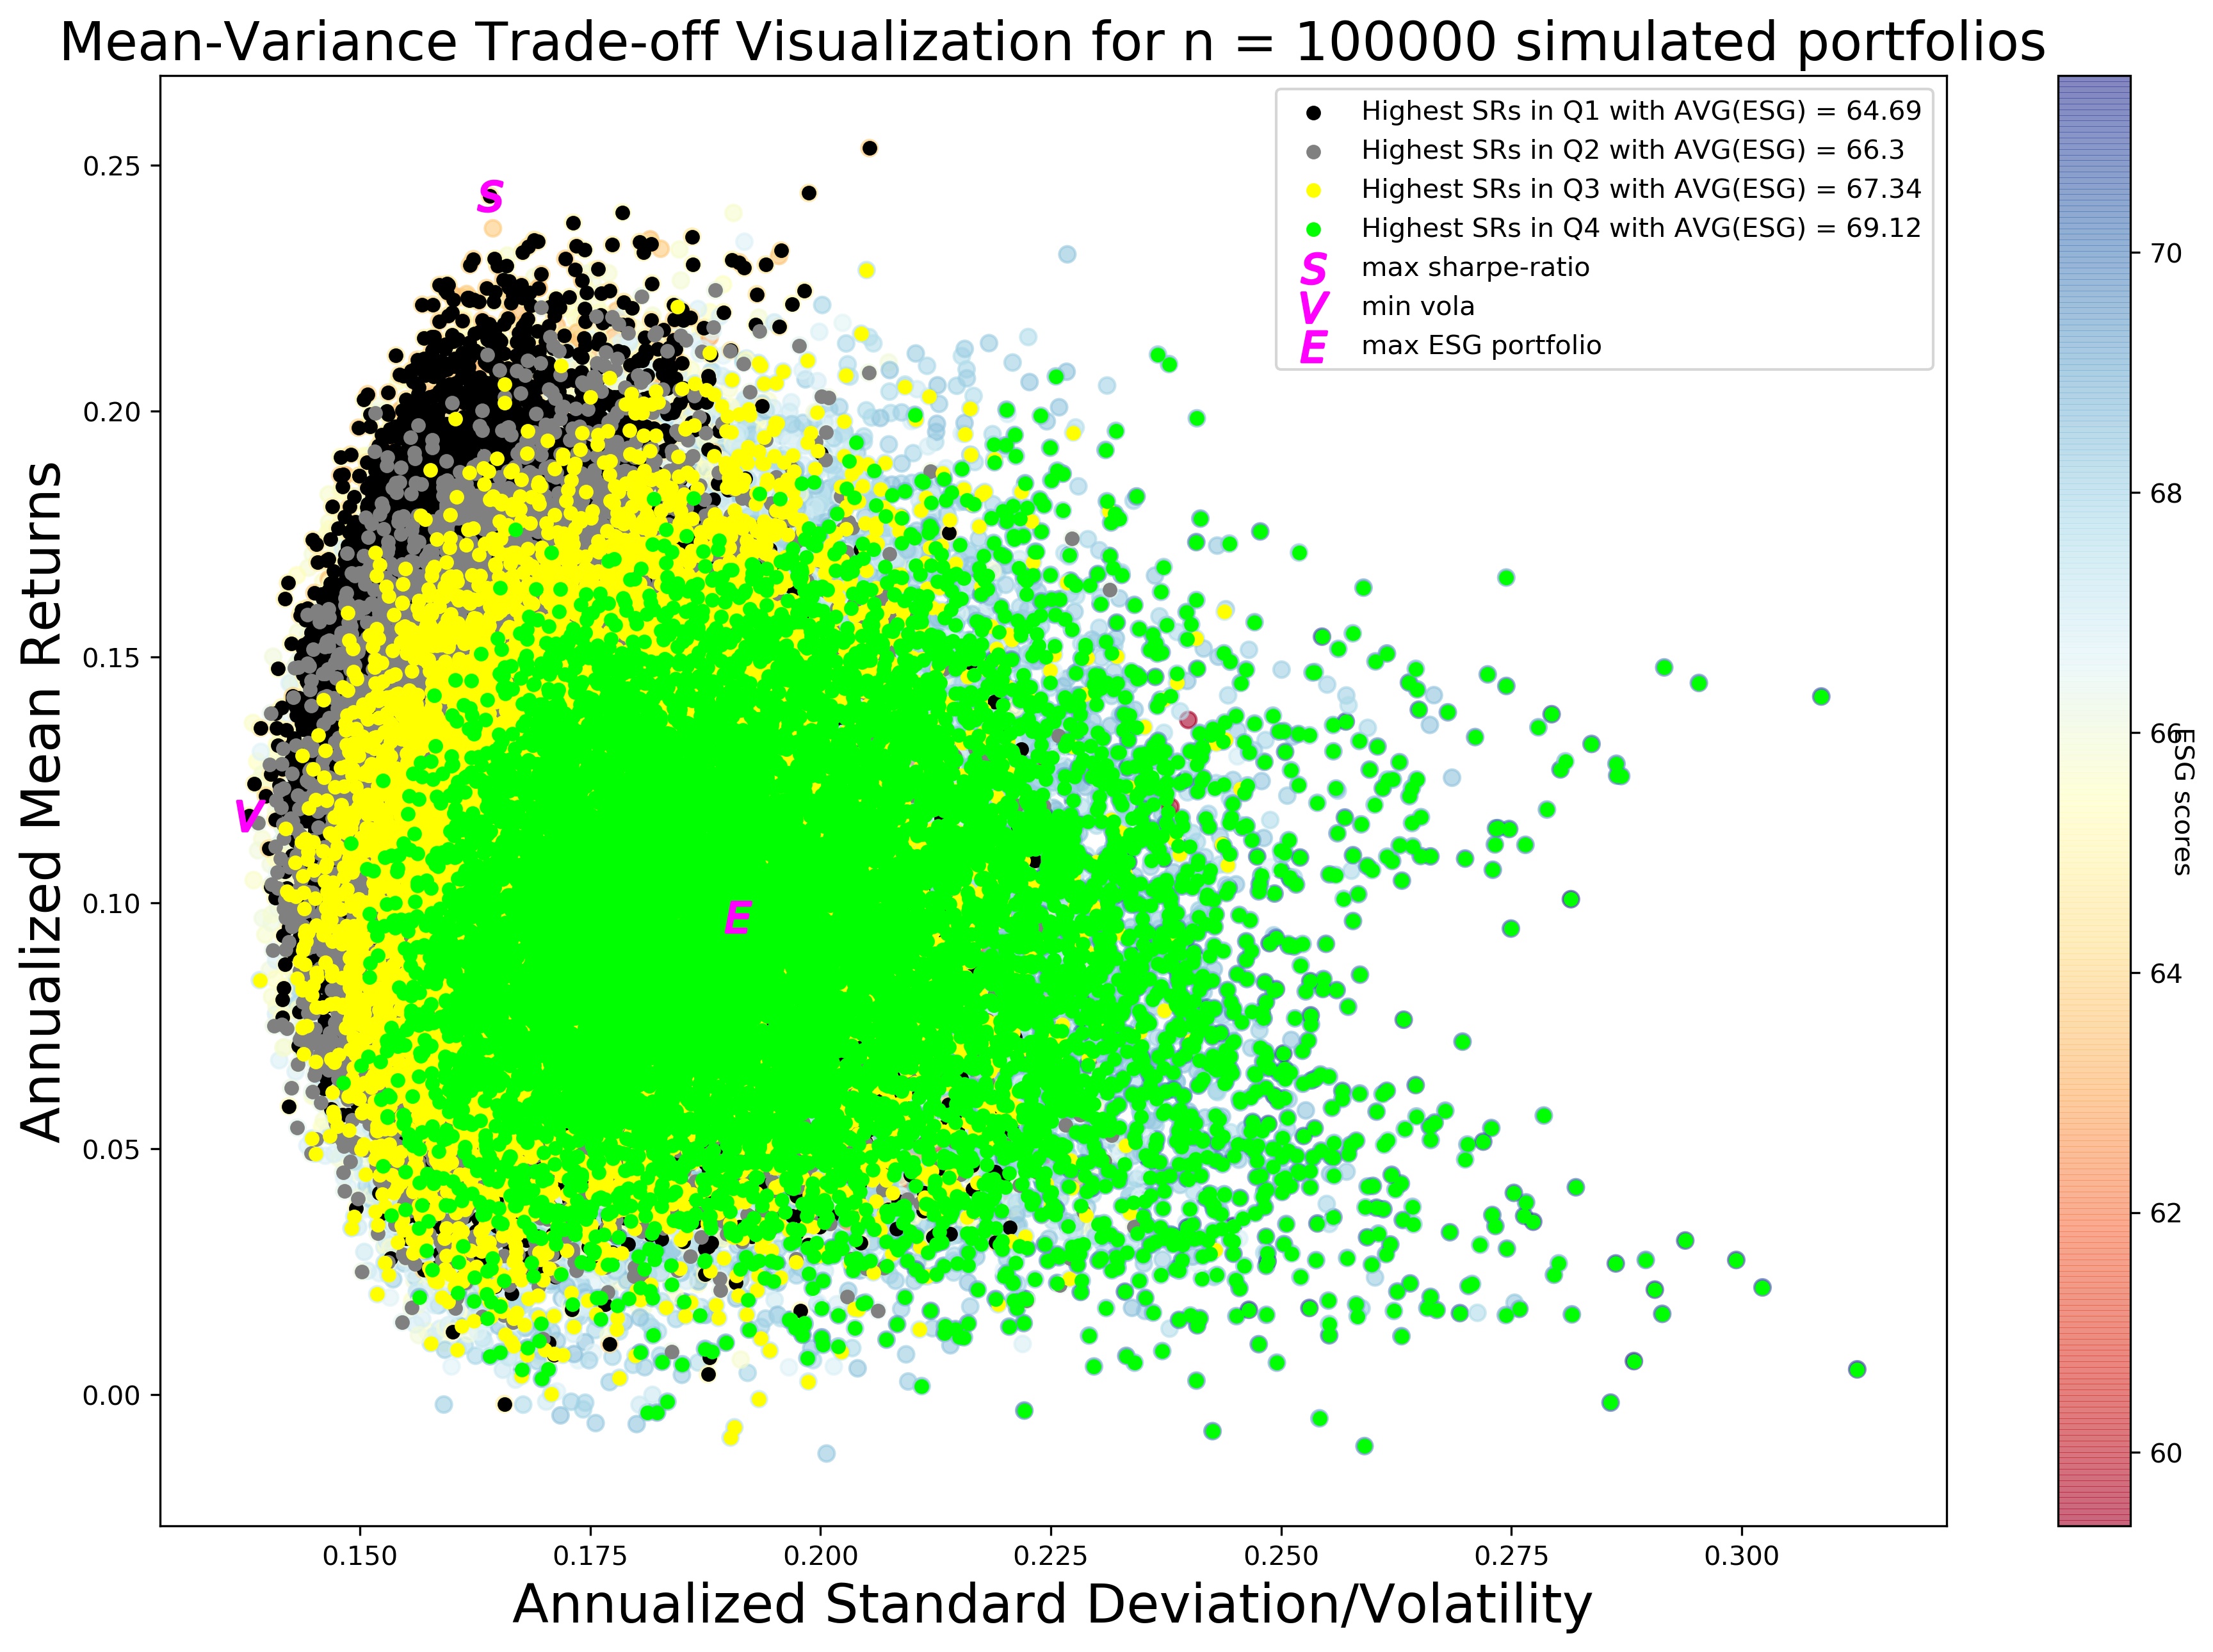 Mean-Variance Trade-off Visualization for n = 100000 simulated portfolios
Highest SRs in Q1 with AVG(ESG) = 64.69
Highest SRs in Q2 with AVG(ESG) = 66.3
Highest SRs in Q3 with AVG(ESG) = 67.34
Highest SRs in Q4 with AVG(ESG) = 69.12
S max sharpe-ratio
V min vola
E max ESG portfolio
S
V
E
Annualized Mean Returns
0.25
0.20
0.15
0.10
0.05
0.00
0.150 0.175 0.200 0.225 0.250 0.275 0.300
Annualized Standard Deviation/Volatility
70
68
66
64
62
60
ESG scores